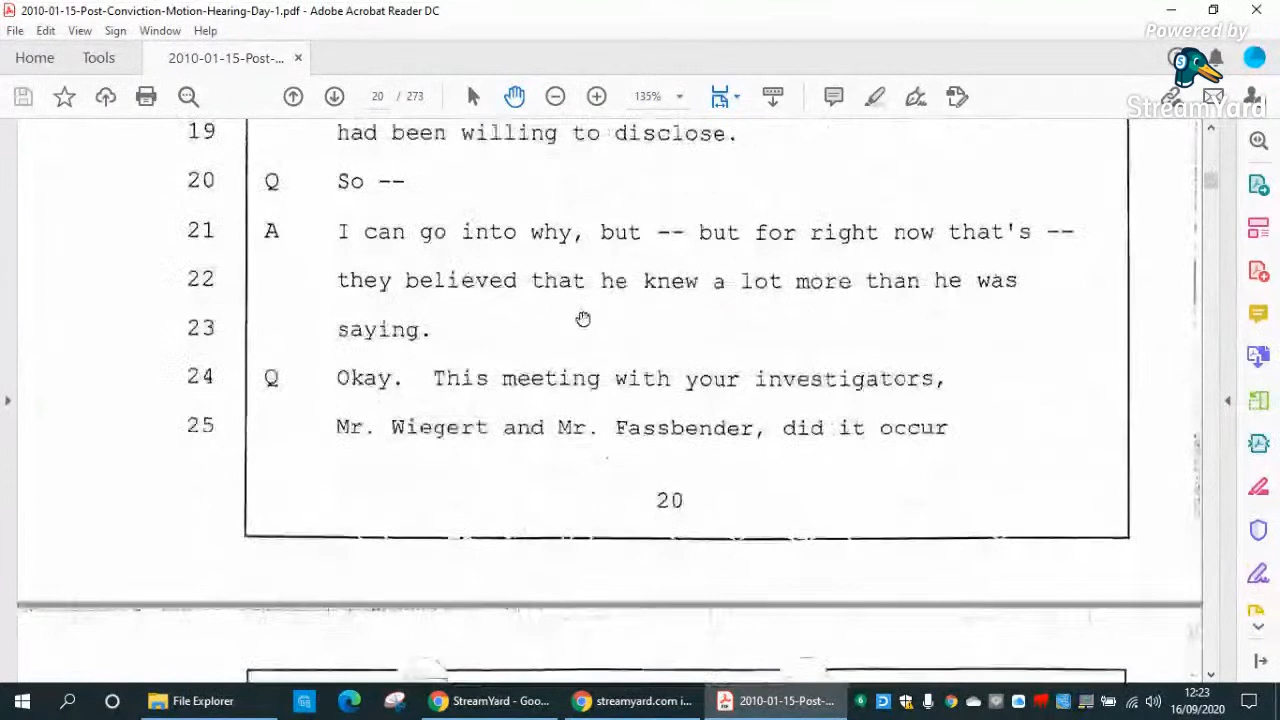 2010-01-15-Post-Conviction-Motion-Hearing-Day-1.pdf - Adobe Acrobat Reader DC
File Edit View Sign Window Help
Powered by
StreamYard
Home Tools 2010-01-15-Post-...
20 / 273 135%
19 had been willing to disclose.
20 Q So --
21 A I can go into why, but -- but for right now that's --
22 they believed that he knew a lot more than he was
23 saying.
24 Q Okay. This meeting with your investigators,
25 Mr. Wiegert and Mr. Fassbender, did it occur
20
File Explorer StreamYard - Goo... streamyard.com i... 2010-01-15-Post-...
12:23
16/09/2020